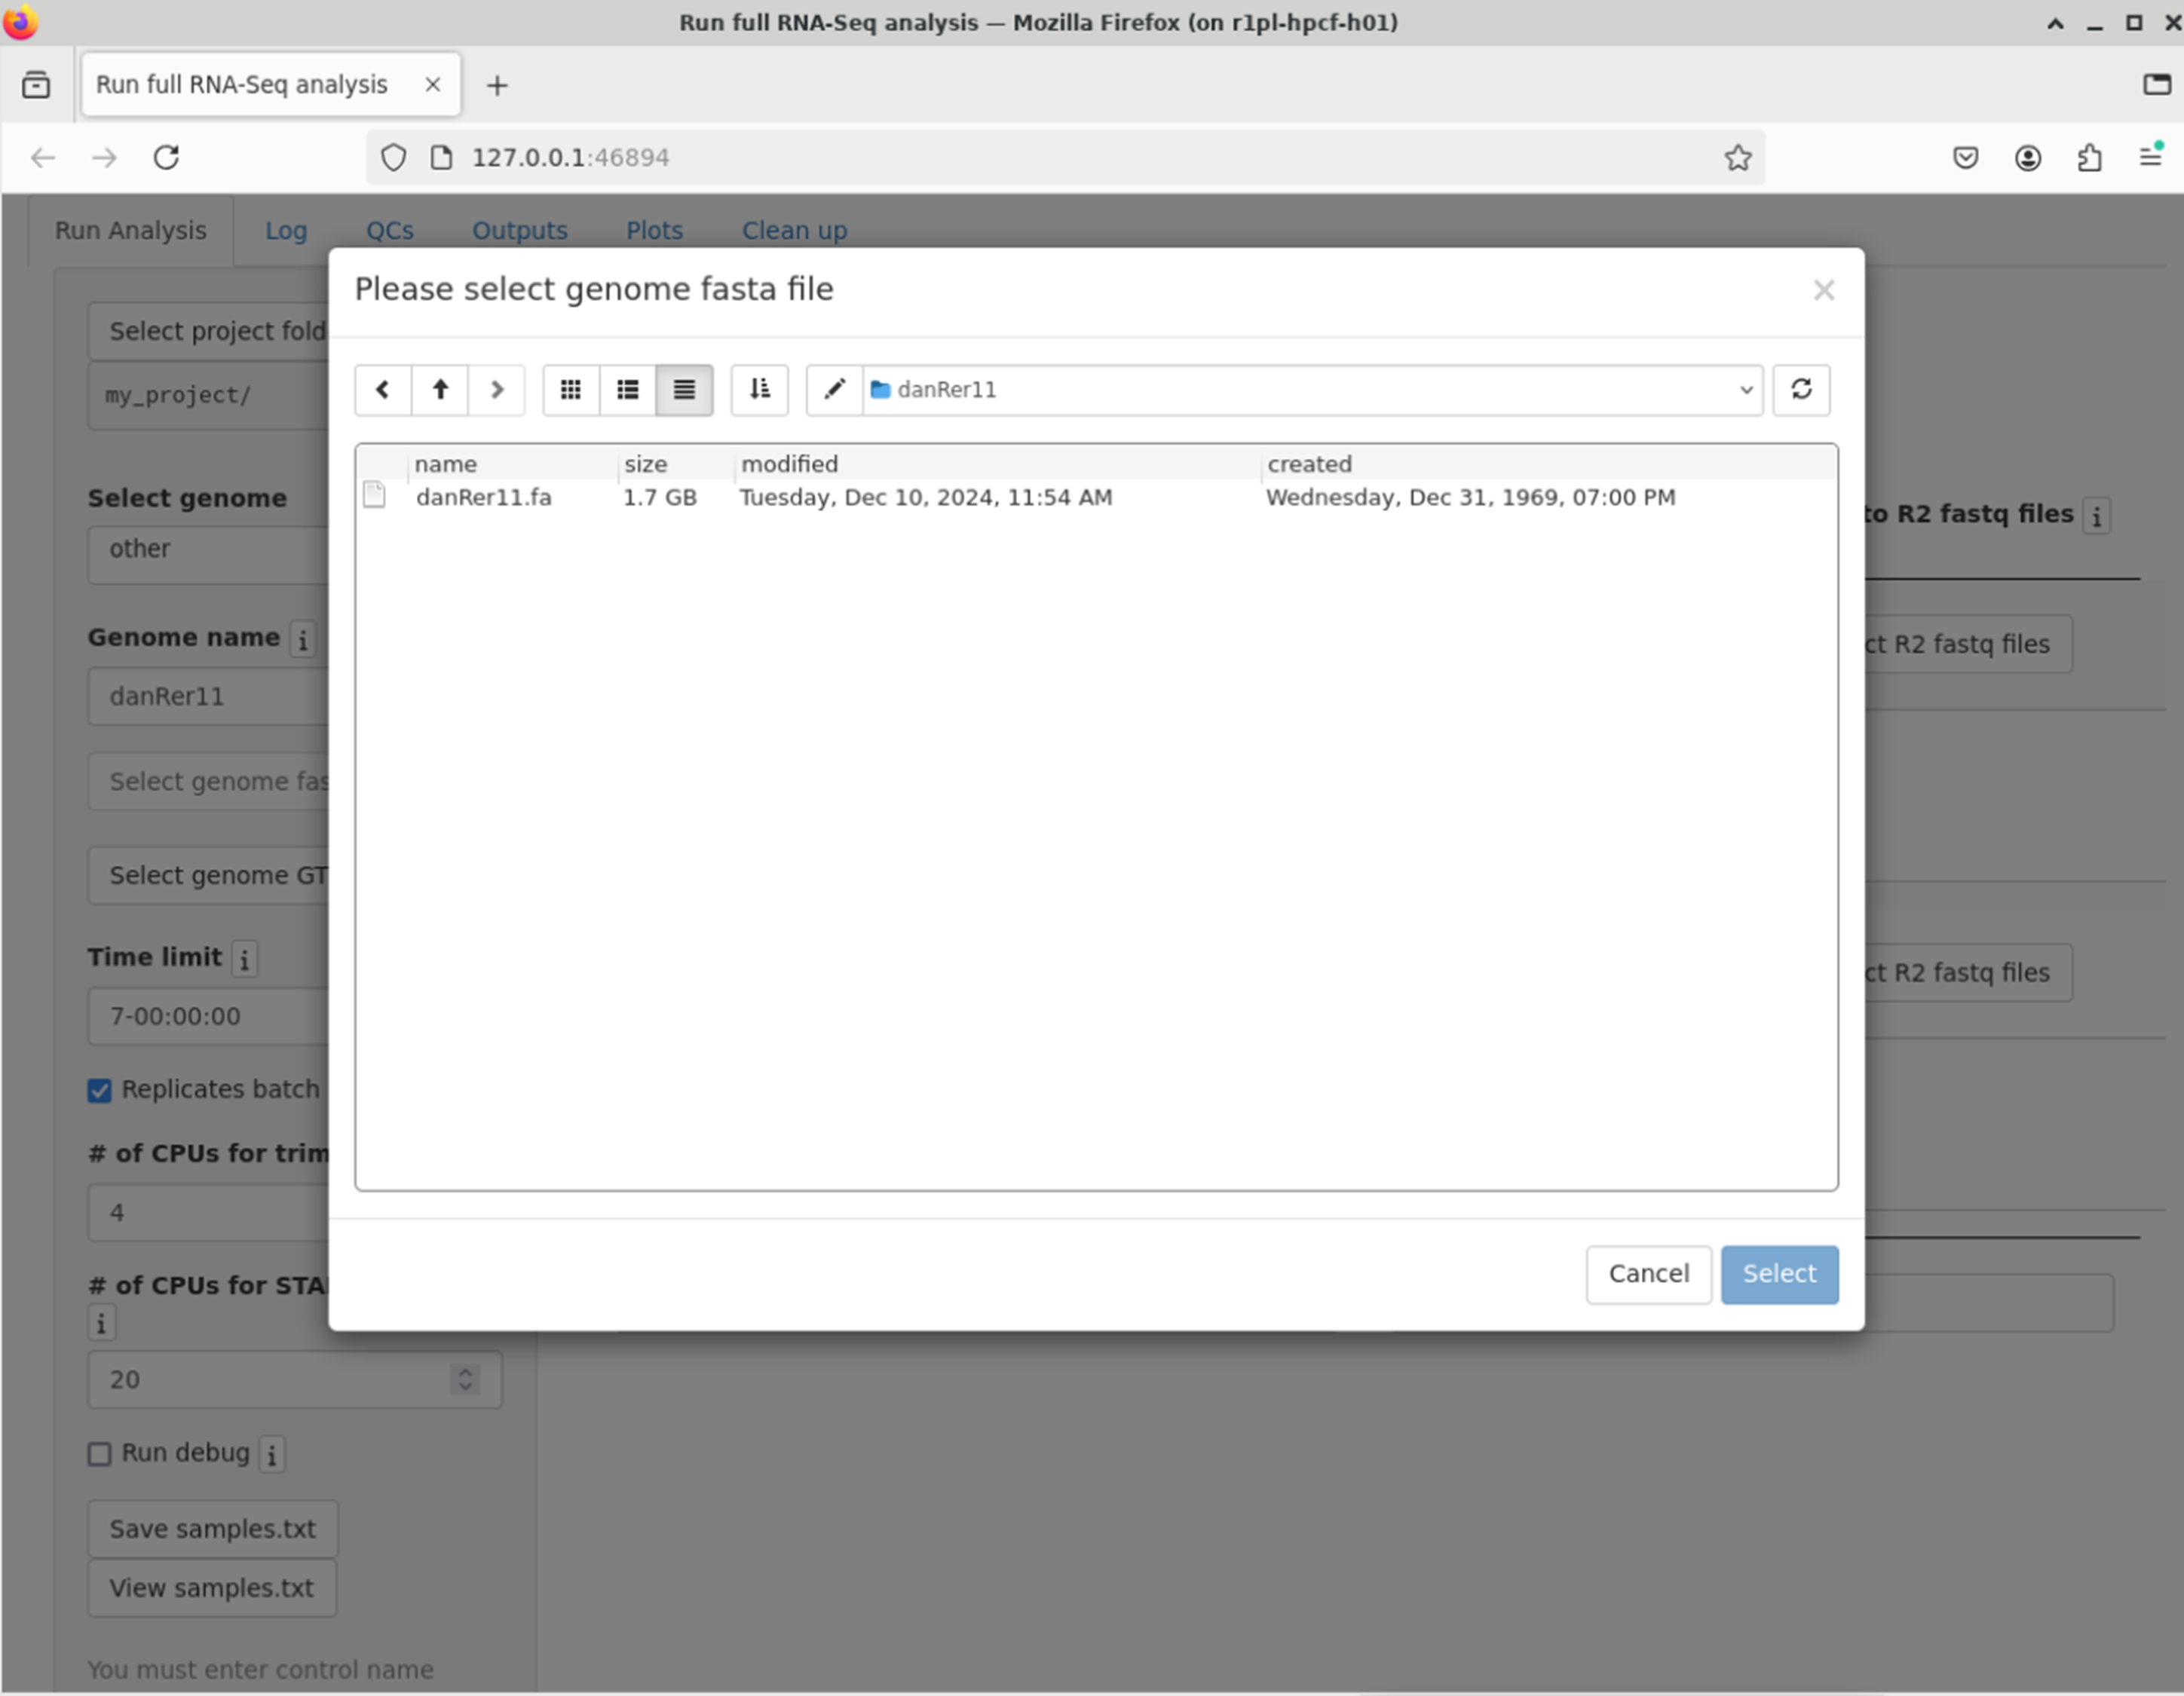 Run full RNA-Seq analysis — Mozilla Firefox (on r1pl-hpcf-h01)
Run full RNA-Seq analysis
127.0.0.1:46894
Run Analysis Log QCs Outputs Plots Clean up
Please select genome fasta file
Select project fold
my_project/
danRer11
name size modified created
danRer11.fa 1.7 GB Tuesday, Dec 10, 2024, 11:54 AM Wednesday, Dec 31, 1969, 07:00 PM
Select genome
to R2 fastq files i
other
Genome name i
ct R2 fastq files
danRer11
Select genome fas
Select genome GT
Time limit i
ct R2 fastq files
7-00:00:00
Replicates batch
# of CPUs for trim
4
Cancel Select
# of CPUs for STA
i
20
Run debug i
Save samples.txt
View samples.txt
You must enter control name